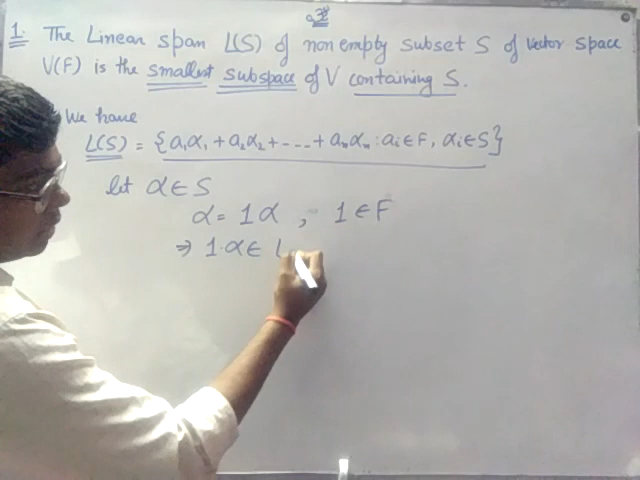 1. The Linear span L(S) of non empty subset S of vector space
V(F) is the smallest subspace of V containing S.
We have
L(S) = {a₁α₁ + a₂α₂ + ---- + aₙαₙ : aᵢ ∈ F, αᵢ ∈ S}
let α ∈ S
α = 1α , 1 ∈ F
⇒ 1·α ∈ L